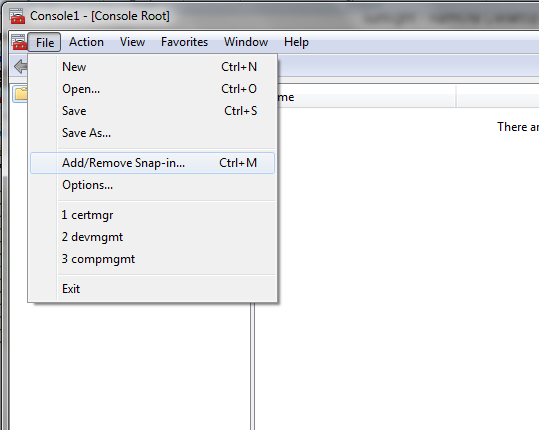 Console1 - [Console Root]
File Action View Favorites Window Help
New Ctrl+N
Open... Ctrl+O
Save Ctrl+S
Save As...
Add/Remove Snap-in... Ctrl+M
Options...
1 certmgr
2 devmgmt
3 compmgmt
Exit
me
There ar